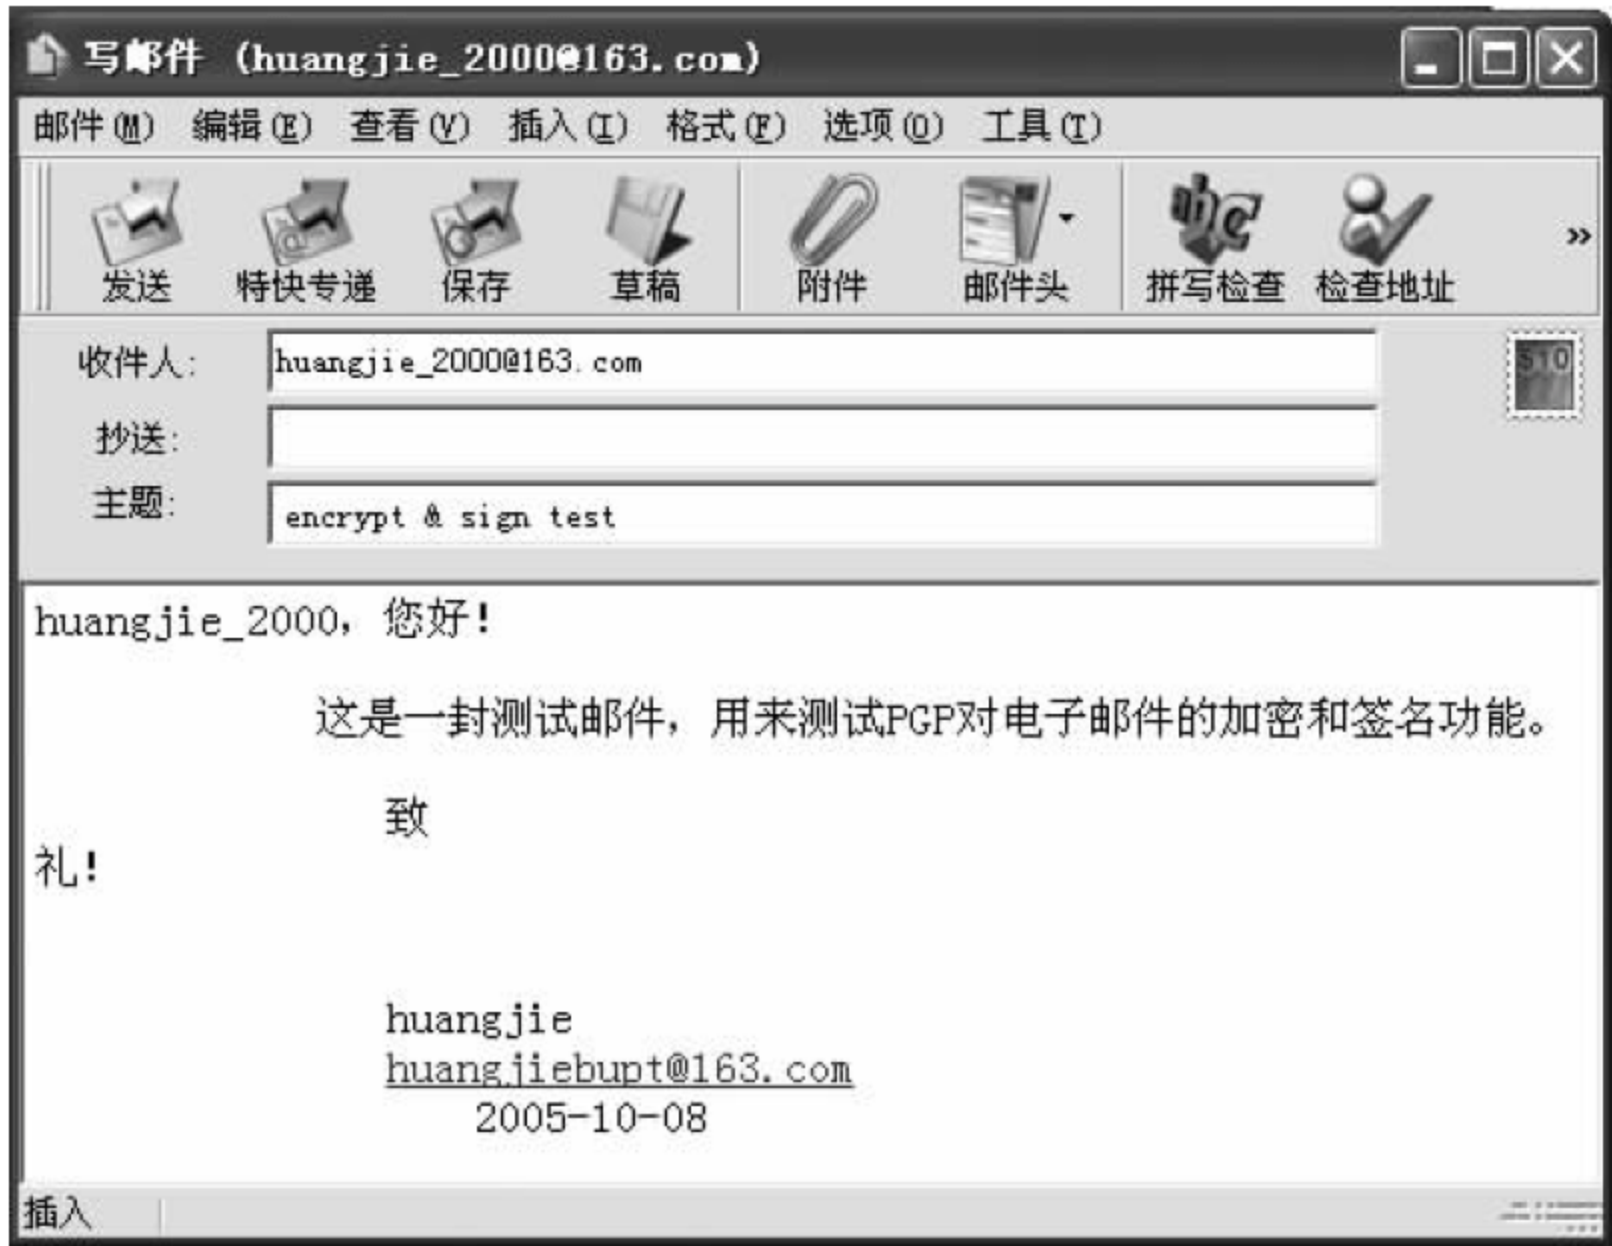 写邮件 (huangjie_2000@163.com)
邮件(M) 编辑(E) 查看(V) 插入(I) 格式(F) 选项(O) 工具(T)
abc
发送 特快专递 保存 草稿 附件 邮件头 拼写检查 检查地址 »
收件人: huangjie_2000@163.com
$10
抄送:
主题: encrypt & sign test
huangjie_2000，您好！
这是一封测试邮件，用来测试PGP对电子邮件的加密和签名功能。
致
礼！
huangjie
huangjiebupt@163.com
2005-10-08
插入